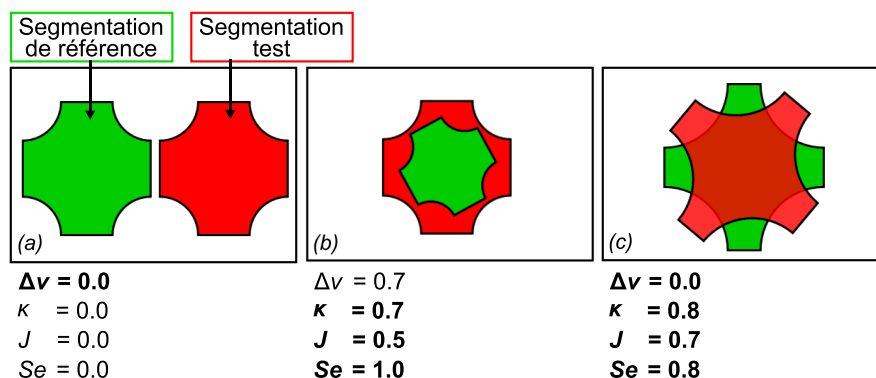 Segmentation
de référence
Segmentation
test
(a)
(b)
(c)
Δv = 0.0
κ = 0.0
J = 0.0
Se = 0.0
Δv = 0.7
κ = 0.7
J = 0.5
Se = 1.0
Δv = 0.0
κ = 0.8
J = 0.7
Se = 0.8